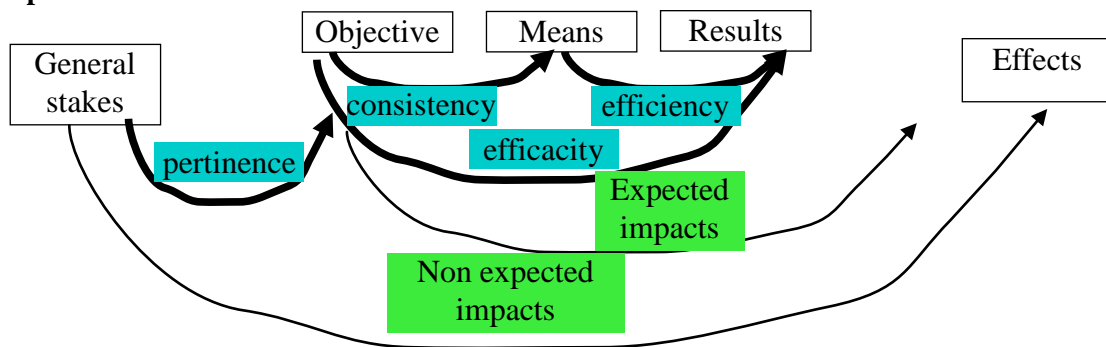 Objective
Means
Results
General
stakes
Effects
consistency
efficiency
pertinence
efficacity
Expected
impacts
Non expected
impacts